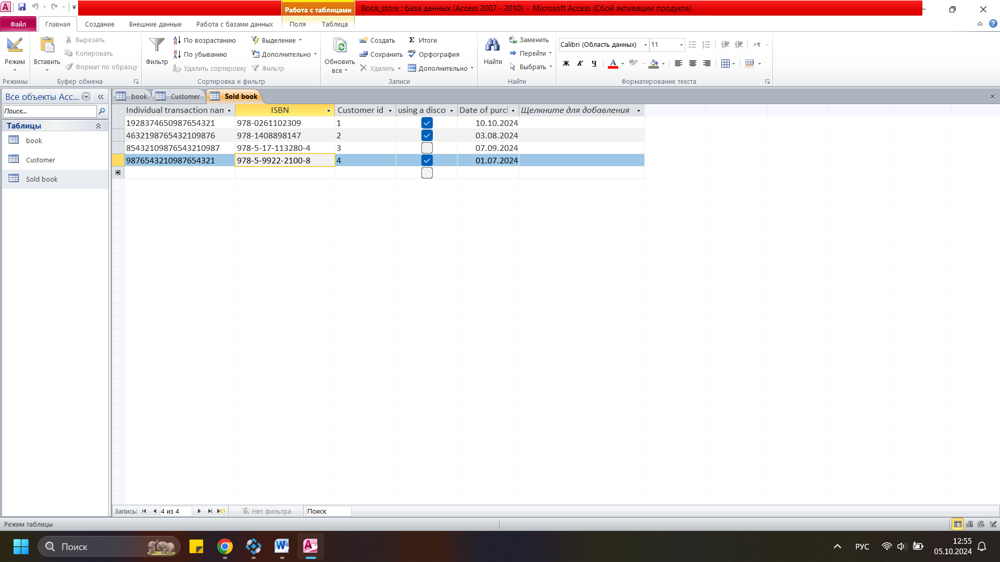 Работа с таблицами
Book_store : база данных (Access 2007 - 2010) - Microsoft Access (Сбой активации продукта)
Файл Главная Создание Внешние данные Работа с базами данных Поля Таблица
Режим
Режимы
Вставить
Вырезать
Копировать
Формат по образцу
Буфер обмена
Фильтр
По возрастанию
По убыванию
Удалить сортировку
Выделение
Дополнительно
Фильтр
Сортировка и фильтр
Обновить
все
Создать
Сохранить
Удалить
Итоги
Орфография
Дополнительно
Записи
Найти
Заменить
Перейти
Выбрать
Найти
Calibri (Область данных) 11
Ж К Ч
Форматирование текста
Все объекты Acc...
Поиск...
Таблицы
book
Customer
Sold book
book Customer Sold book
Individual transaction nam ISBN Customer id using a disco Date of purch Щелкните для добавления
1928374650987654321 978-0261102309 1 10.10.2024
4632198765432109876 978-1408898147 2 03.08.2024
85432109876543210987 978-5-17-113280-4 3 07.09.2024
9876543210987654321 978-5-9922-2100-8 4 01.07.2024
Запись: 4 из 4 Нет фильтра Поиск
Режим таблицы
Поиск
РУС
12:55
05.10.2024